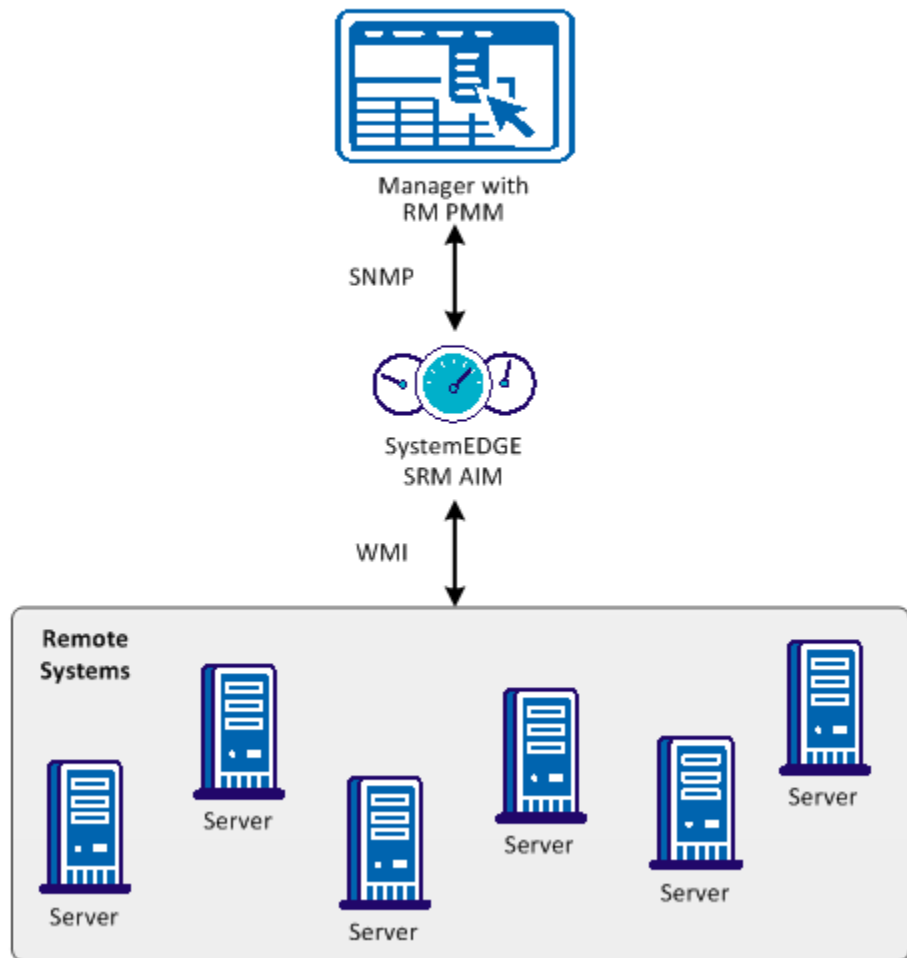 Manager with
RM PMM
SNMP
SystemEDGE
SRM AIM
WMI
Remote
Systems
Server
Server
Server
Server
Server
Server